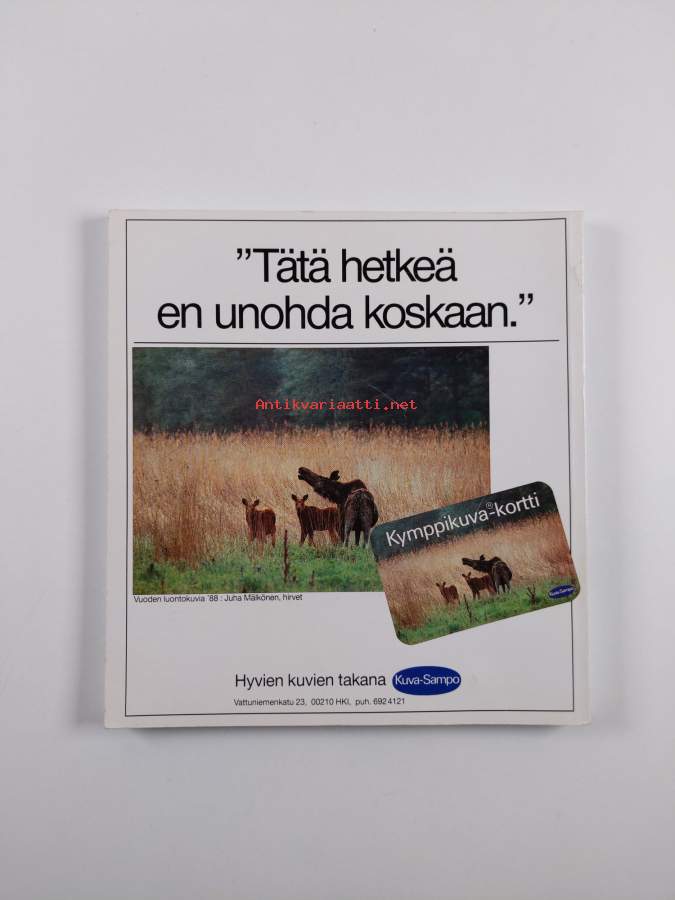 ”Tätä hetkeä
en unohda koskaan.”
Antikvariaatti.net
Kymppikuva®-kortti
Kuva-Sampo
Vuoden luontokuvia '88 : Juha Mälkönen, hirvet
Hyvien kuvien takana Kuva-Sampo
Vattuniemenkatu 23, 00210 HKI, puh. 692 4121